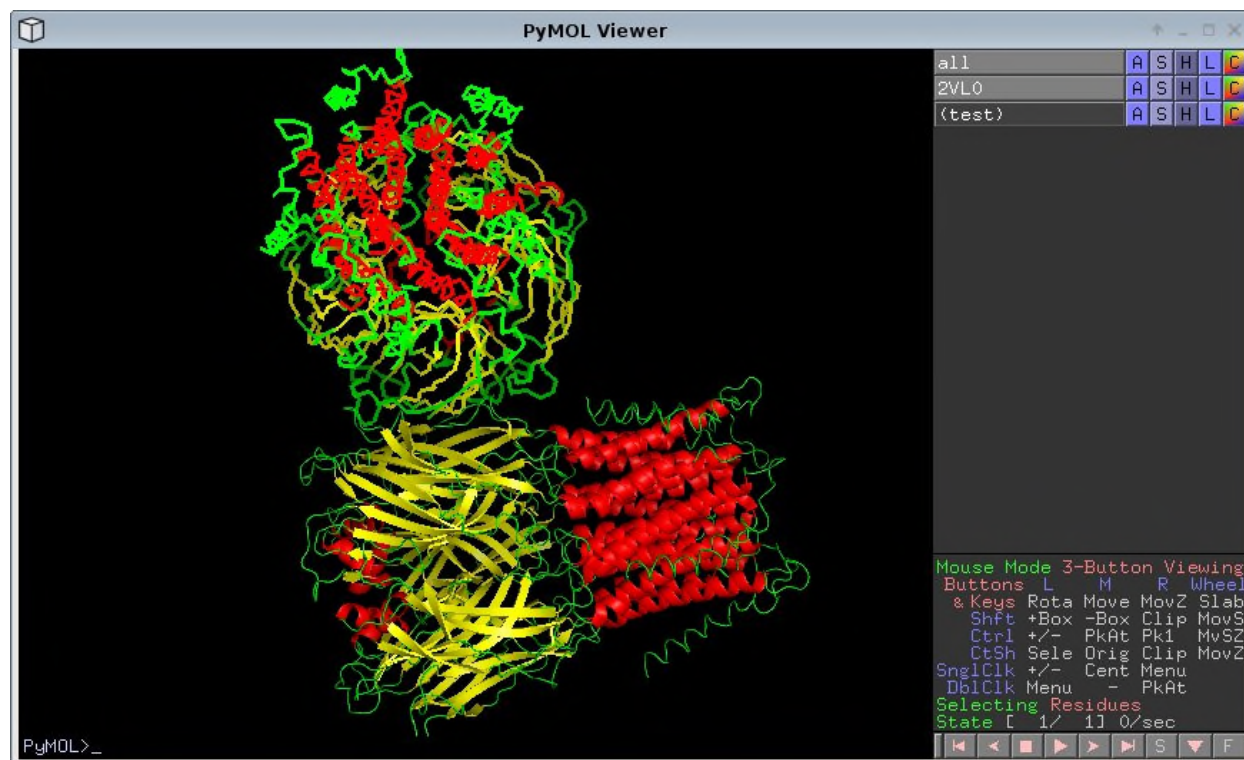 PyMOL Viewer
all A S H L C
2VL0 A S H L C
(test) A S H L C
Mouse Mode 3-Button Viewing
Buttons L M R Wheel
& Keys Rota Move MovZ Slab
Shft +Box -Box Clip MovS
Ctrl +/- PkAt Pk1 MvSZ
CtSh Sele Orig Clip MovZ
SnglClk +/- Cent Menu
DblClk Menu - PkAt
Selecting Residues
State [ 1/ 1] 0/sec
S F
PyMOL>_